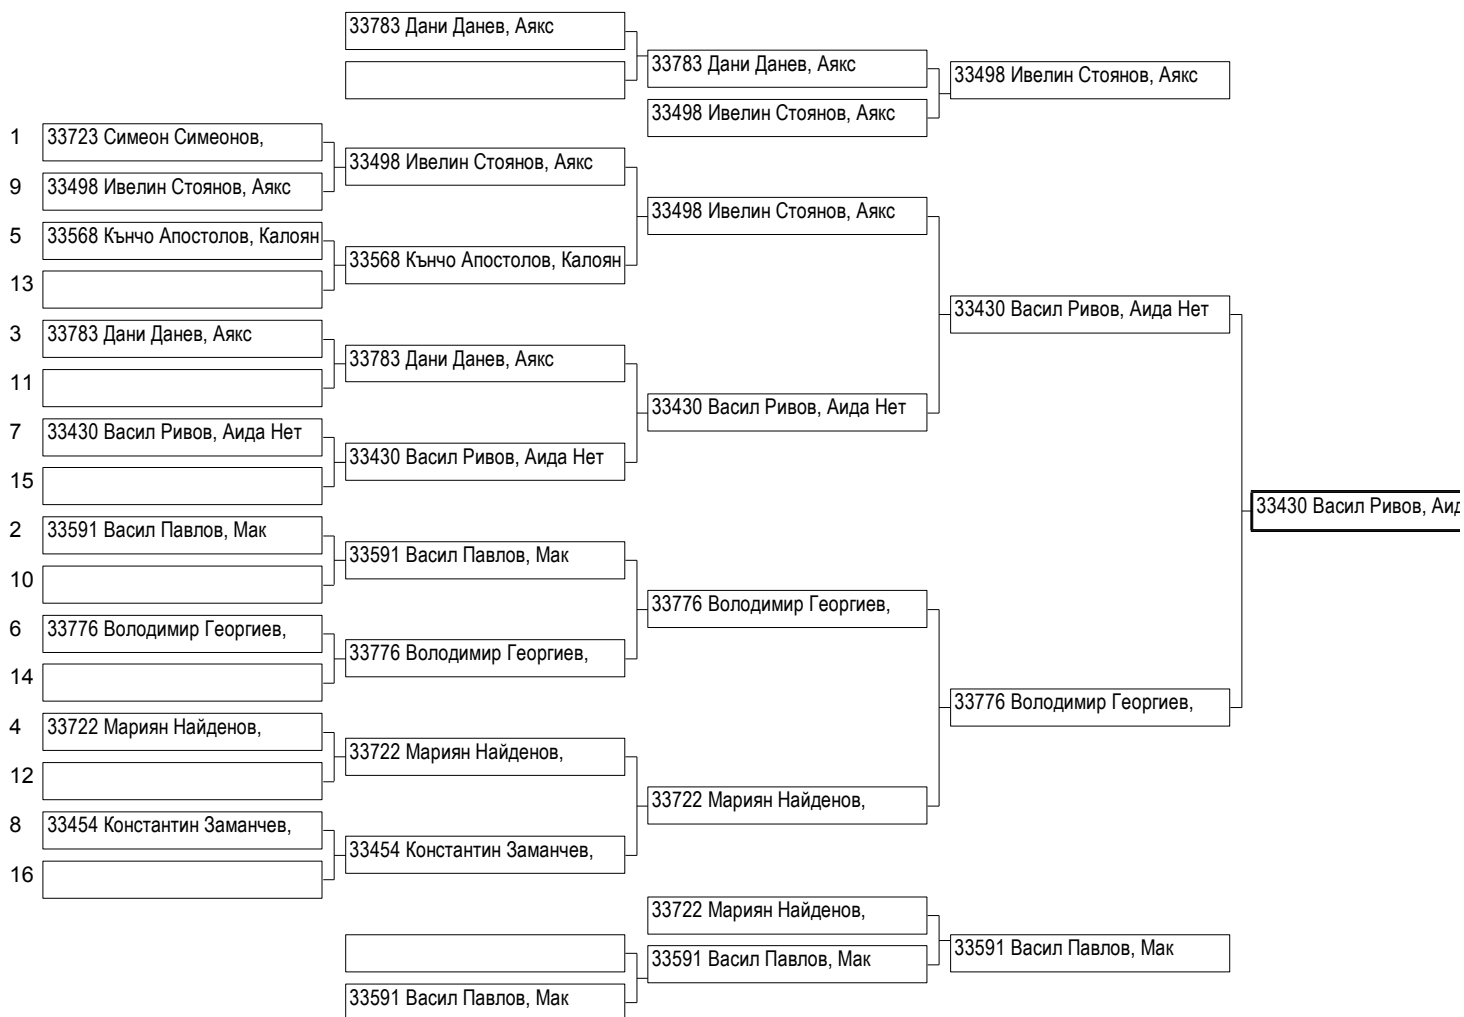 33783 Дани Данев, Аякс
33783 Дани Данев, Аякс
33498 Ивелин Стоянов, Аякс
33498 Ивелин Стоянов, Аякс
1 33723 Симеон Симеонов,
33498 Ивелин Стоянов, Аякс
9 33498 Ивелин Стоянов, Аякс
33498 Ивелин Стоянов, Аякс
5 33568 Кънчо Апостолов, Калоян
33568 Кънчо Апостолов, Калоян
13
33430 Васил Ривов, Аида Нет
3 33783 Дани Данев, Аякс
33783 Дани Данев, Аякс
11
33430 Васил Ривов, Аида Нет
7 33430 Васил Ривов, Аида Нет
33430 Васил Ривов, Аида Нет
15
33430 Васил Ривов, Аид
2 33591 Васил Павлов, Мак
33591 Васил Павлов, Мак
10
33776 Володимир Георгиев,
6 33776 Володимир Георгиев,
33776 Володимир Георгиев,
14
33776 Володимир Георгиев,
4 33722 Мариян Найденов,
33722 Мариян Найденов,
12
33722 Мариян Найденов,
8 33454 Константин Заманчев,
33454 Константин Заманчев,
16
33722 Мариян Найденов,
33591 Васил Павлов, Мак
33591 Васил Павлов, Мак
33591 Васил Павлов, Мак